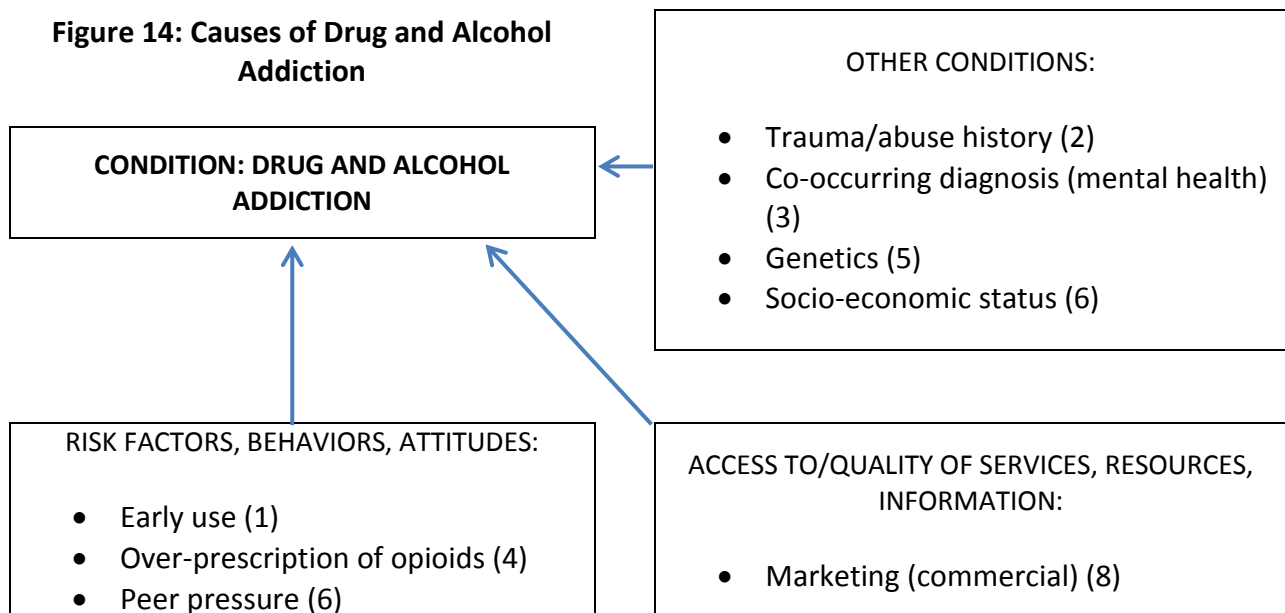 Figure 14: Causes of Drug and Alcohol
Addiction
CONDITION: DRUG AND ALCOHOL
ADDICTION
OTHER CONDITIONS:
• Trauma/abuse history (2)
• Co-occurring diagnosis (mental health)
(3)
• Genetics (5)
• Socio-economic status (6)
RISK FACTORS, BEHAVIORS, ATTITUDES:
• Early use (1)
• Over-prescription of opioids (4)
• Peer pressure (6)
ACCESS TO/QUALITY OF SERVICES, RESOURCES,
INFORMATION:
• Marketing (commercial) (8)